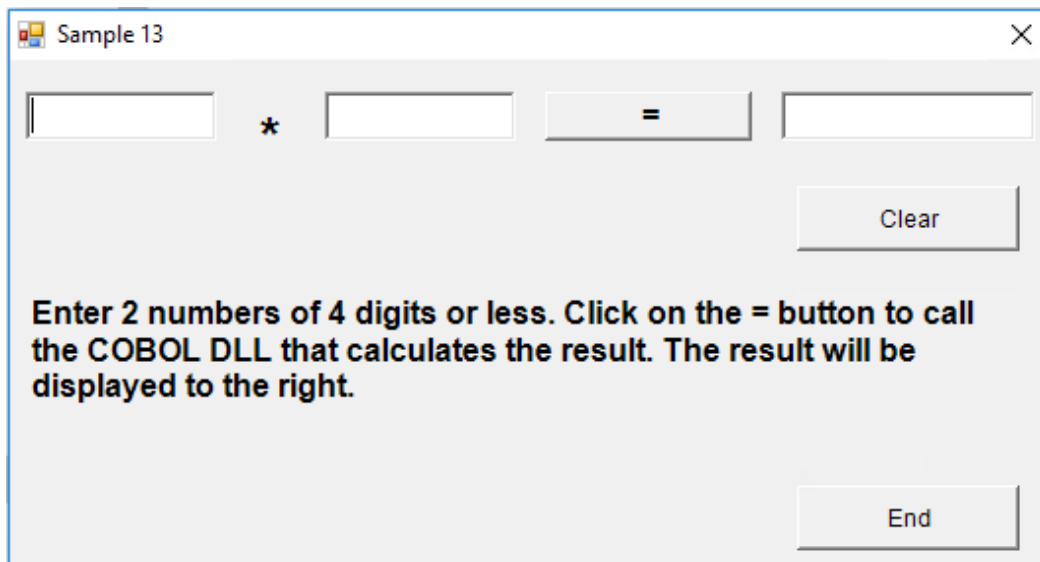 Sample 13
* =
Clear
Enter 2 numbers of 4 digits or less. Click on the = button to call
the COBOL DLL that calculates the result. The result will be
displayed to the right.
End